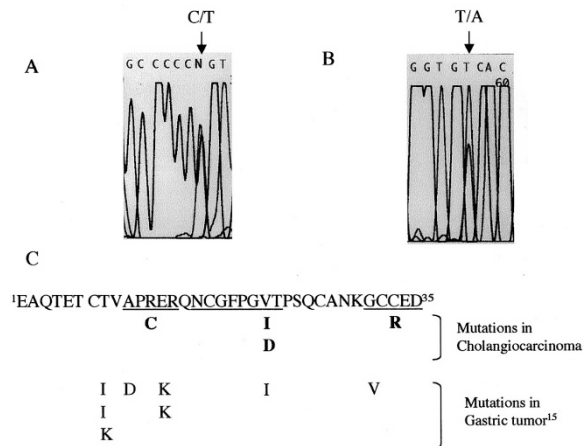 C/T
T/A
A
B
G C C C C C N G T
G G T G T C A C
60
C
¹EAQTET CTVAPRERQNCGFPGVTPSQCANKGCCED³⁵
C I R
D
Mutations in
Cholangiocarcinoma
I D K I V
I K
K
Mutations in
Gastric tumor¹⁵